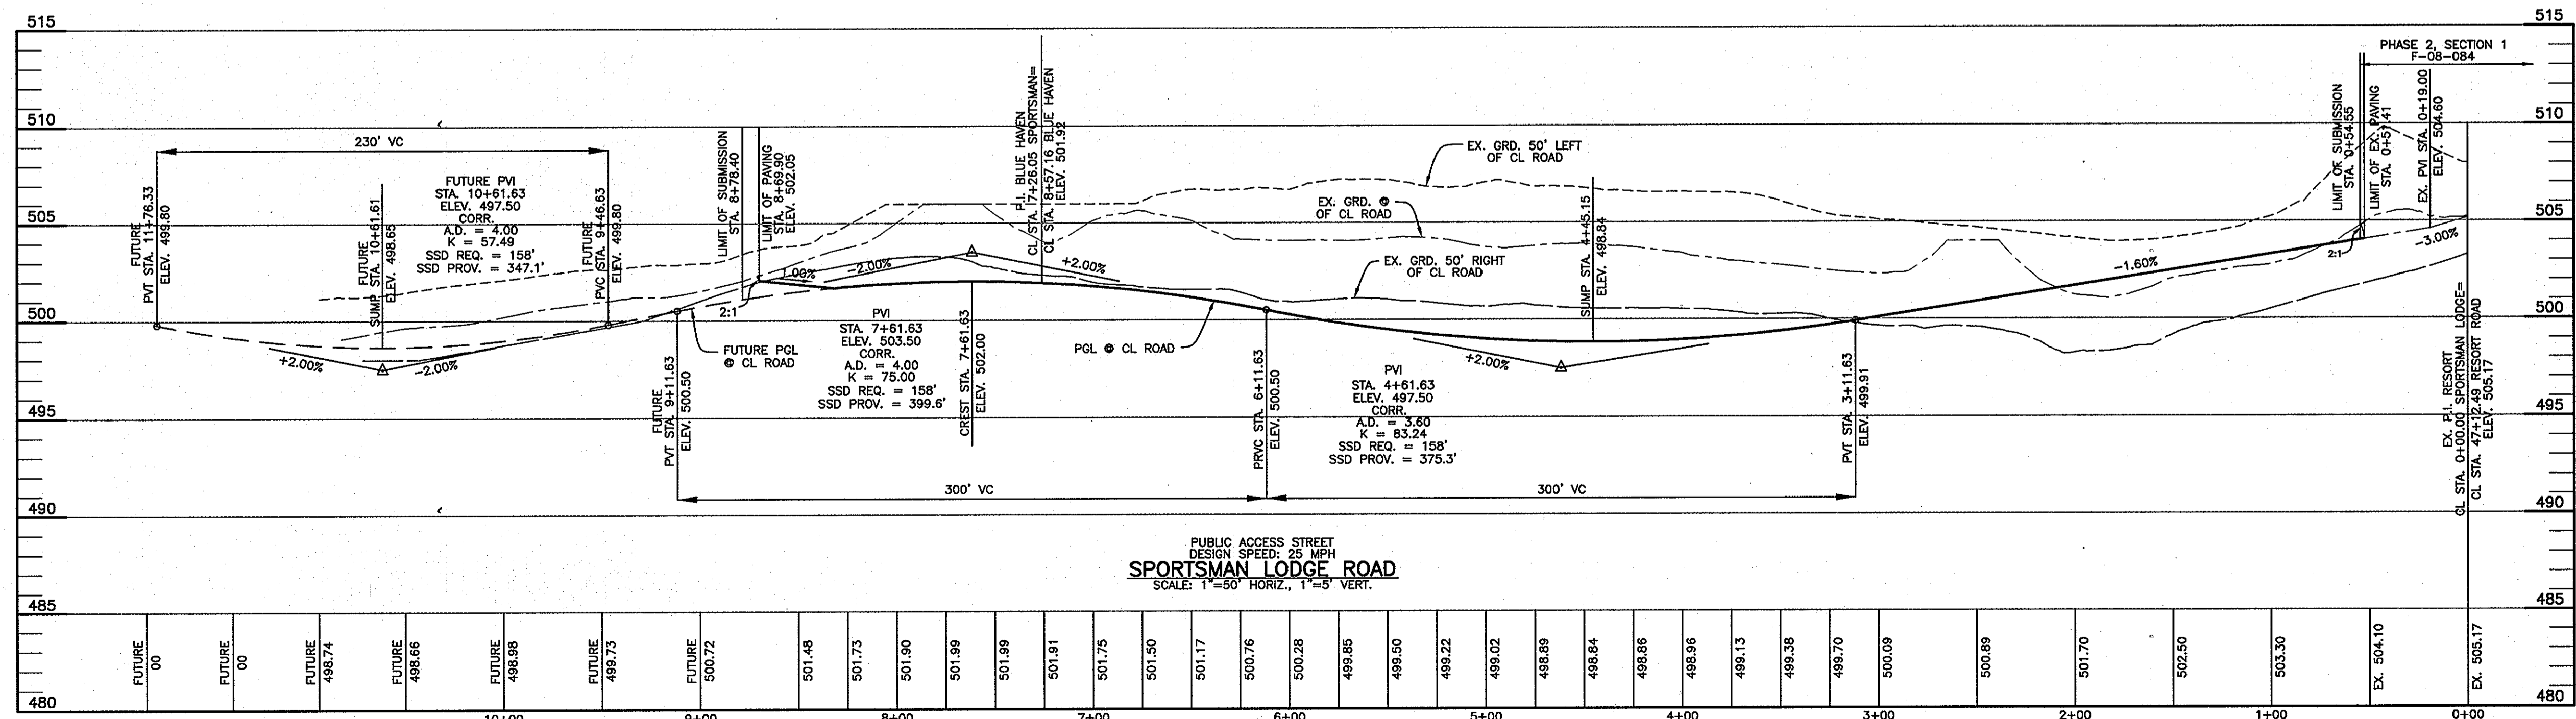 515
515
PHASE 2, SECTION 1
F-08-084
510
510
230' VC
FUTURE
PVT STA. 11+76.33
ELEV. 499.80
FUTURE
SUMP STA. 10+61.61
ELEV. 498.65
FUTURE PVI
STA. 10+61.63
ELEV. 497.50
CORR.
A.D. = 4.00
K = 57.49
SSD REQ. = 158'
SSD PROV. = 347.1'
FUTURE
PVC STA. 9+46.63
ELEV. 499.80
LIMIT OF SUBMISSION
STA. 8+78.40
LIMIT OF PAVING
STA. 8+69.90
ELEV. 502.05
P.I. BLUE HAVEN
CL STA. 7+26.05 SPORTSMAN=
CL STA. 8+57.16 BLUE HAVEN
ELEV. 501.92
EX. GRD. 50' LEFT
OF CL ROAD
EX. GRD. @
OF CL ROAD
EX. GRD. 50' RIGHT
OF CL ROAD
SUMP STA. 4+45.15
ELEV. 498.84
LIMIT OF SUBMISSION
STA. 0+54.55
LIMIT OF EX. PAVING
STA. 0+51.41
EX. PVI STA. 0+19.00
ELEV. 504.60
505
505
1.00%
-2.00%
+2.00%
-1.60%
2:1
-3.00%
500
500
+2.00%
-2.00%
2:1
FUTURE
PVT STA. 9+11.63
ELEV. 500.50
FUTURE PGL
@ CL ROAD
PVI
STA. 7+61.63
ELEV. 503.50
CORR.
A.D. = 4.00
K = 75.00
SSD REQ. = 158'
SSD PROV. = 399.6'
CREST STA. 7+61.63
ELEV. 502.00
PGL @ CL ROAD
PRVC STA. 6+11.63
ELEV. 500.50
+2.00%
PVI
STA. 4+61.63
ELEV. 497.50
CORR.
A.D. = 3.60
K = 83.24
SSD REQ. = 158'
SSD PROV. = 375.3'
PVT STA. 3+11.63
ELEV. 499.91
EX. P.I. RESORT
CL STA. 0+00.00 SPORTSMAN LODGE=
CL STA. 47+12.49 RESORT ROAD
ELEV. 505.17
495
495
300' VC
300' VC
490
490
PUBLIC ACCESS STREET
DESIGN SPEED: 25 MPH
SPORTSMAN LODGE ROAD
SCALE: 1"=50' HORIZ., 1"=5' VERT.
485
485
FUTURE
00
FUTURE
00
FUTURE
498.74
FUTURE
498.66
FUTURE
498.98
FUTURE
499.73
FUTURE
500.72
501.48
501.73
501.90
501.99
501.99
501.91
501.75
501.50
501.17
500.76
500.28
499.85
499.50
499.22
499.02
498.89
498.84
498.86
498.96
499.13
499.38
499.70
500.09
500.89
501.70
502.50
503.30
EX. 504.10
EX. 505.17
480
480
10+00
9+00
8+00
7+00
6+00
5+00
4+00
3+00
2+00
1+00
0+00